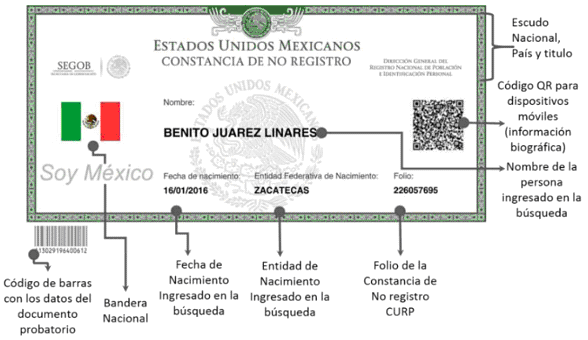 ESTADOS UNIDOS MEXICANOS
CONSTANCIA DE NO REGISTRO
SEGOB
DIRECCIÓN GENERAL DEL
REGISTRO NACIONAL DE POBLACIÓN
E IDENTIFICACIÓN PERSONAL
Nombre:
BENITO JUAREZ LINARES
Soy México
Fecha de nacimiento:
Entidad Federativa de Nacimiento:
Folio:
16/01/2016
ZACATECAS
226057695
ESTADOS UNIDOS MEXICANOS
Escudo
Nacional,
País y titulo
Código QR para
dispositivos
móviles
(información
biográfica)
Nombre de la
persona
ingresado en la
búsqueda
Código de barras
con los datos del
documento
probatorio
Bandera
Nacional
Fecha de
Nacimiento
Ingresado en la
búsqueda
Entidad de
Nacimiento
Ingresado en la
búsqueda
Folio de la
Constancia de
No registro
CURP